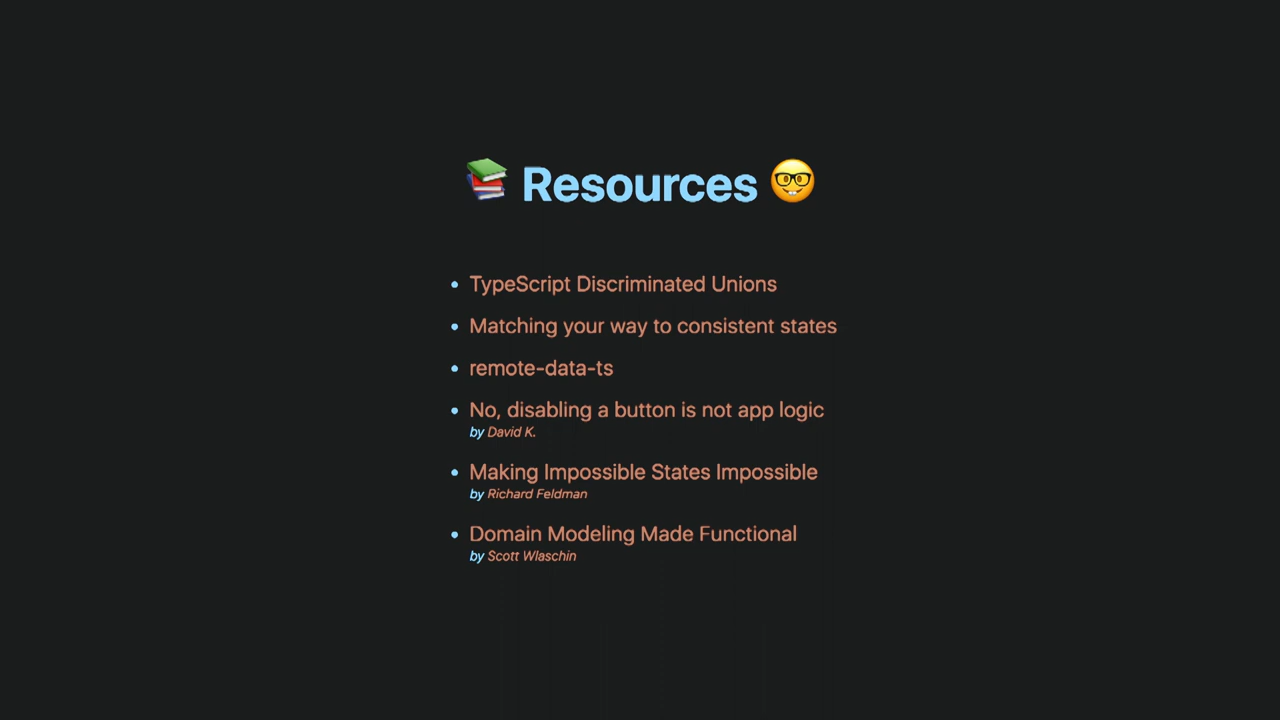 📚 Resources 🤓
• TypeScript Discriminated Unions
• Matching your way to consistent states
• remote-data-ts
• No, disabling a button is not app logic
by David K.
• Making Impossible States Impossible
by Richard Feldman
• Domain Modeling Made Functional
by Scott Wlaschin